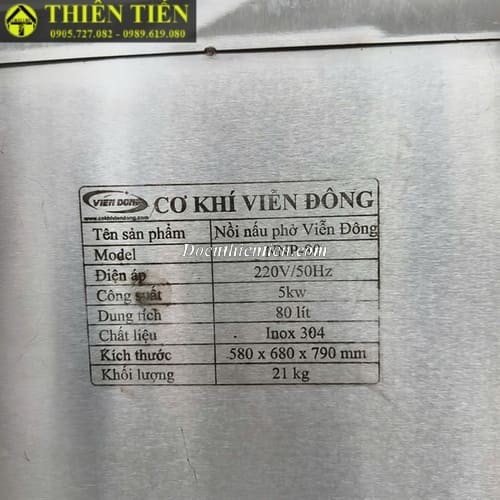 THIÊN TIẾN
0905.727.082 - 0989.619.080
VIỄN ĐÔNG
CƠ KHÍ VIỄN ĐÔNG
Tên sản phẩm Nồi nấu phở Viễn Đông
Model
Điện áp 220V/50Hz
Công suất 5kw
Dung tích 80 lít
Chất liệu Inox 304
Kích thước 580 x 680 x 790 mm
Khối lượng 21 kg